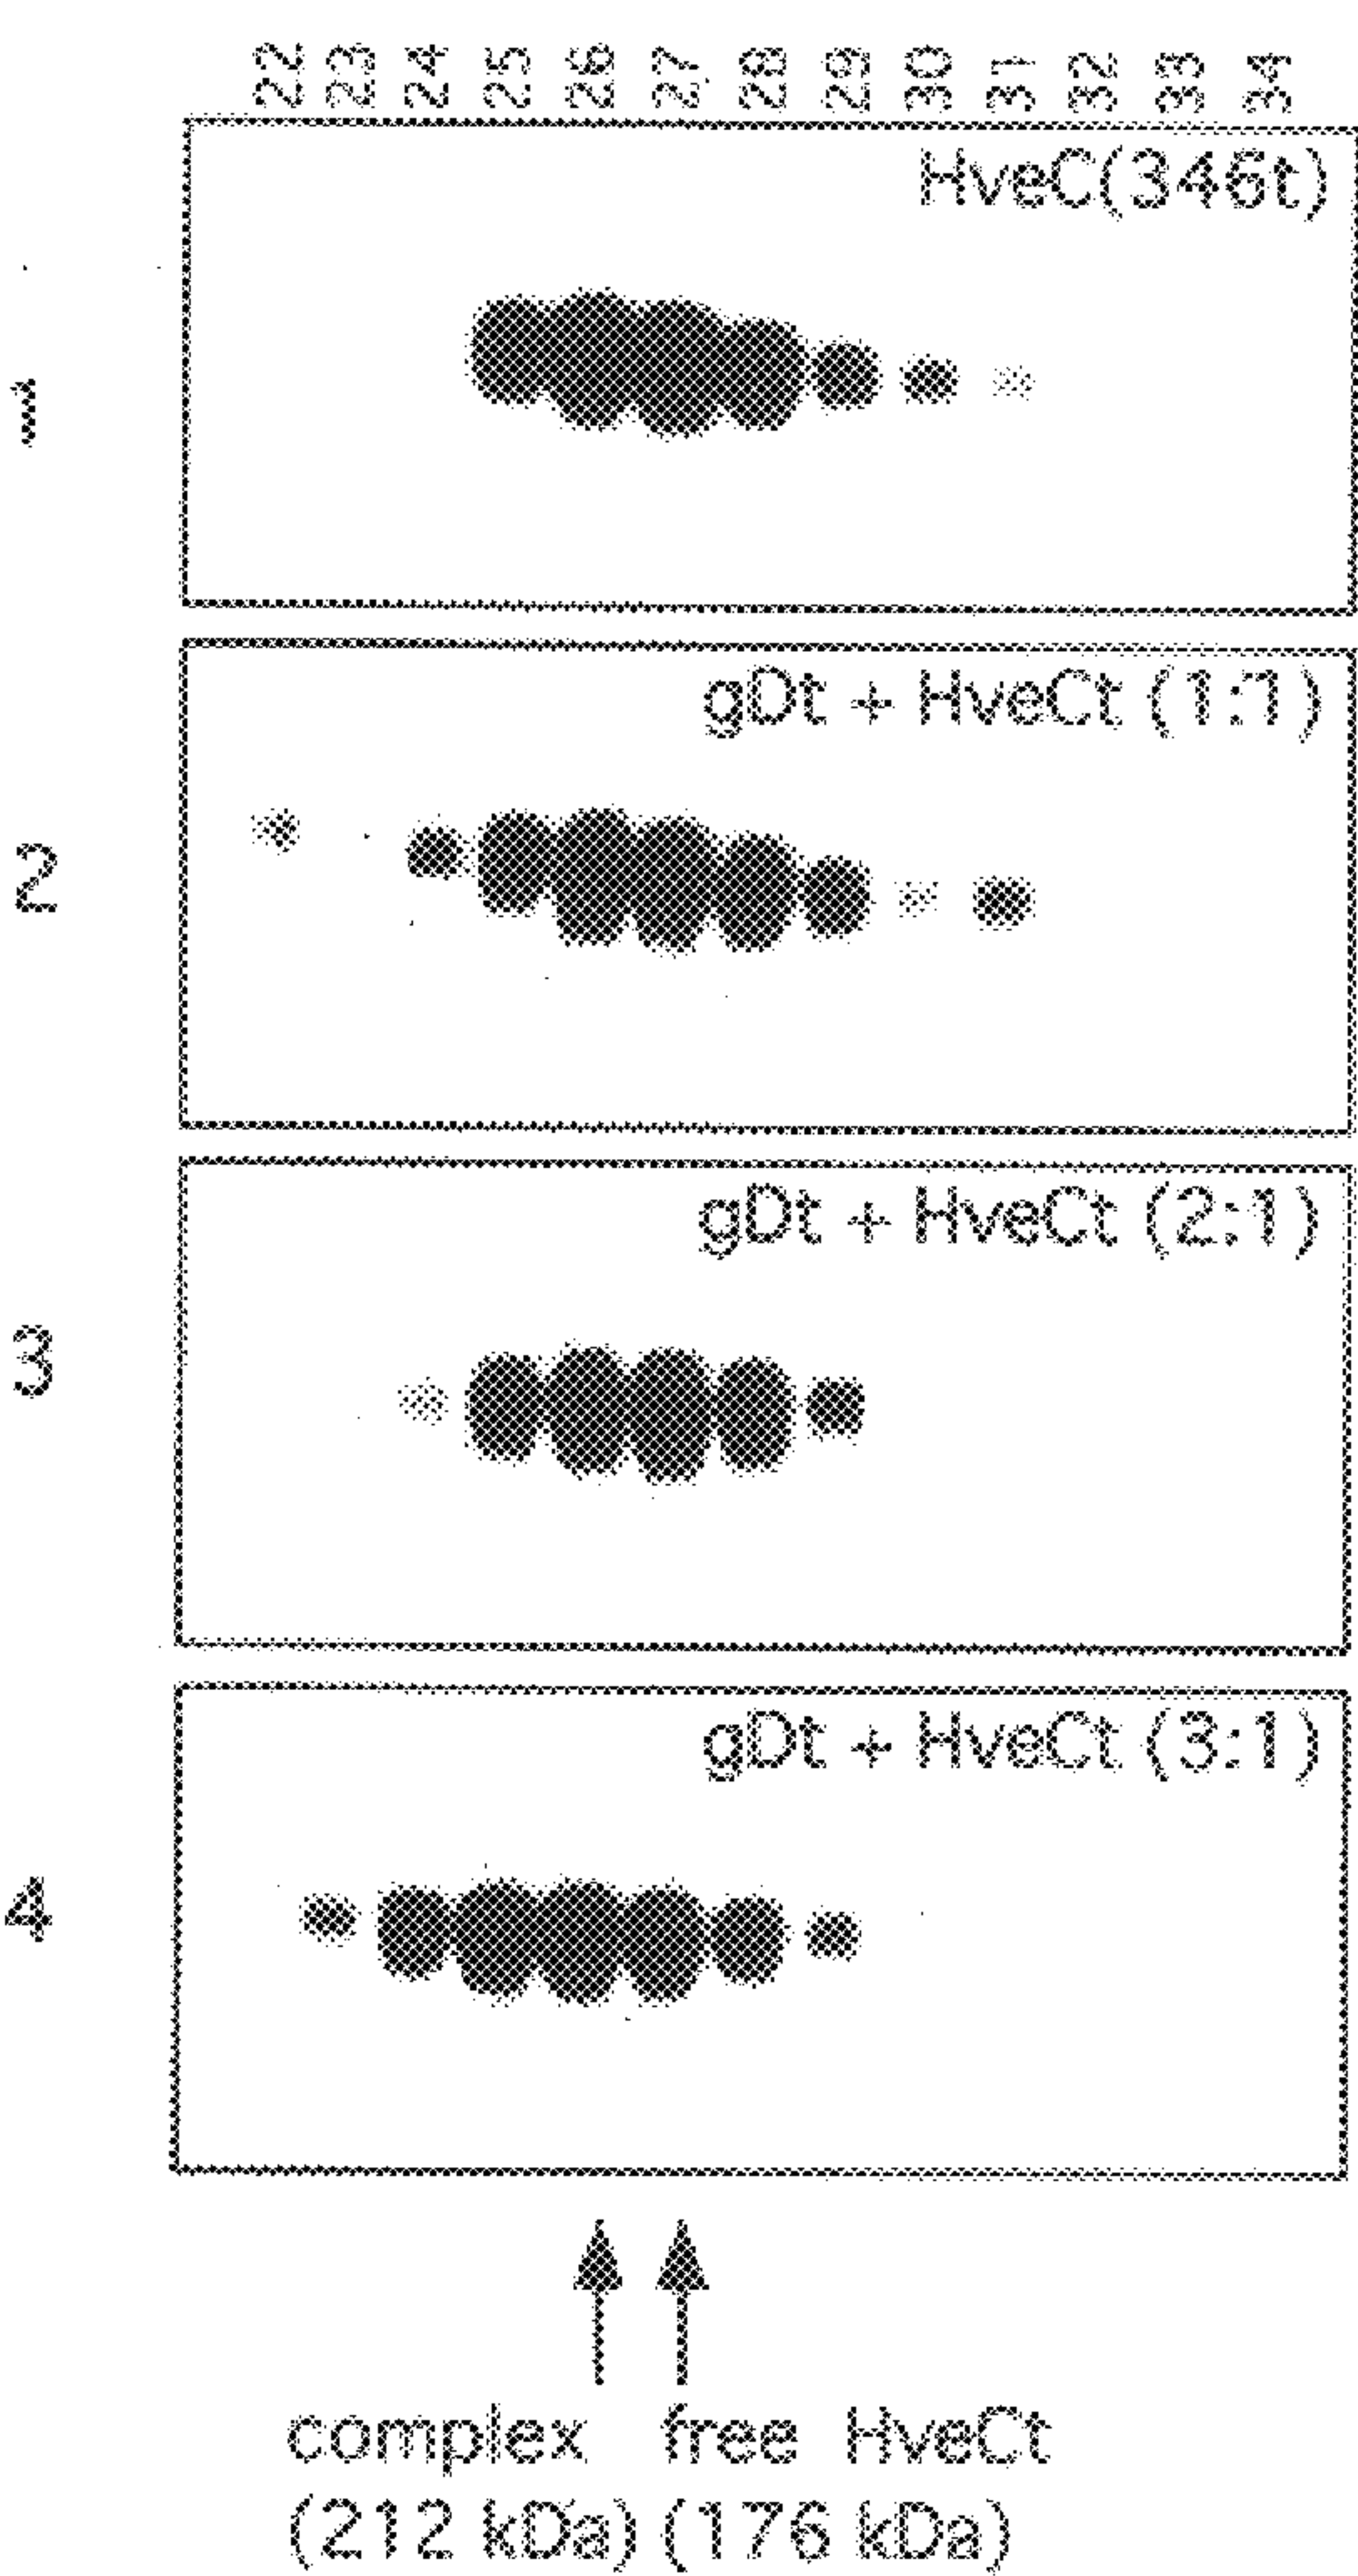 22 23 24 25 26 27 28 29 30 31 32 33 34
HveC(346t)
1
gDt + HveCt (1:1)
2
gDt + HveCt (2:1)
3
gDt + HveCt (3:1)
4
complex free HveCt
(212 kDa) (176 kDa)